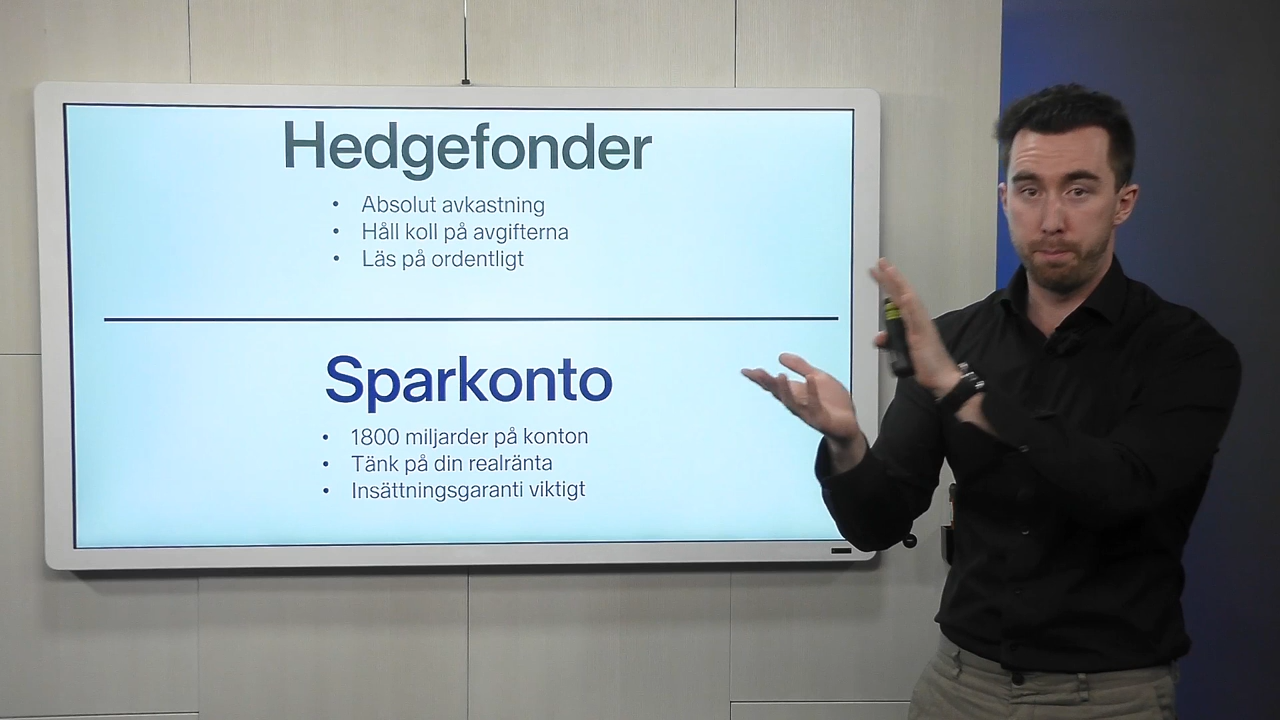 Hedgefonder
• Absolut avkastning
• Håll koll på avgifterna
• Läs på ordentligt
Sparkonto
• 1800 miljarder på konton
• Tänk på din realränta
• Insättningsgaranti viktigt